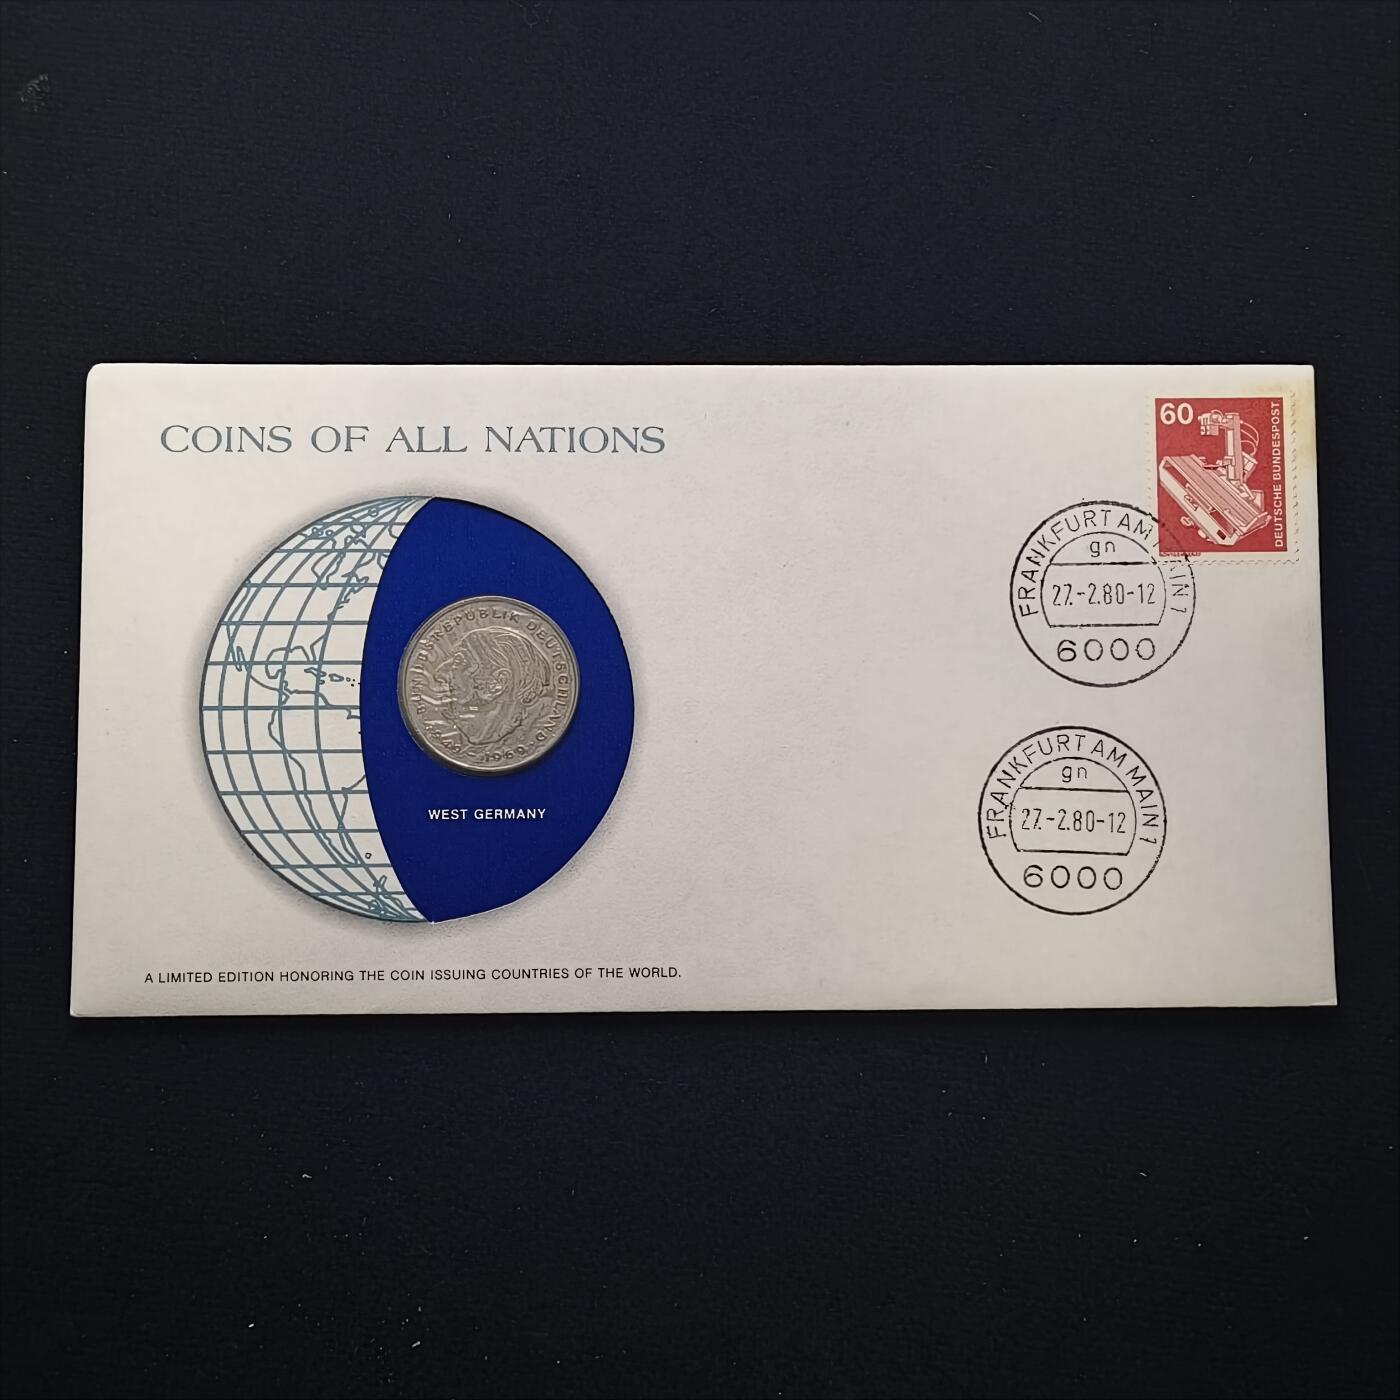 COINS OF ALL NATIONS
60
DEUTSCHE BUNDESPOST
FRANKFURT AM MAIN 1
gn
27.-2.80-12
6000
BUNDESREPUBLIK DEUTSCHLAND
1949 - 1969
WEST GERMANY
FRANKFURT AM MAIN 1
gn
27.-2.80-12
6000
A LIMITED EDITION HONORING THE COIN ISSUING COUNTRIES OF THE WORLD.